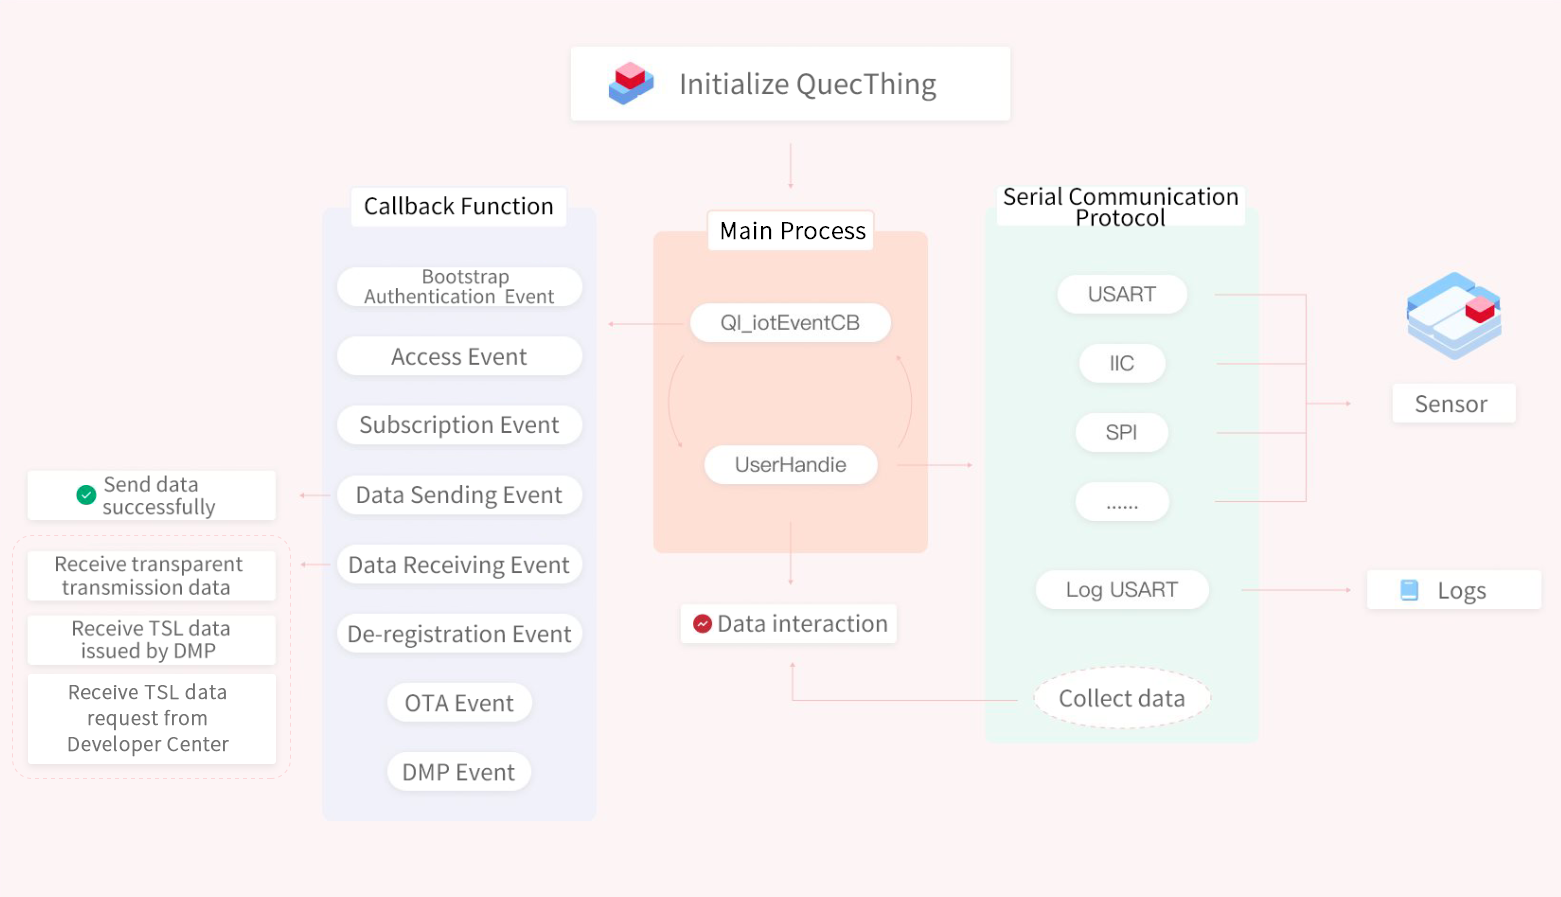 Initialize QuecThing
Callback Function
Bootstrap
Authentication Event
Access Event
Subscription Event
Data Sending Event
Data Receiving Event
De-registration Event
OTA Event
DMP Event
Send data
successfully
Receive transparent
transmission data
Receive TSL data
issued by DMP
Receive TSL data
request from
Developer Center
Main Process
Ql_iotEventCB
UserHandie
Data interaction
Serial Communication
Protocol
USART
IIC
SPI
......
Log USART
Collect data
Sensor
Logs